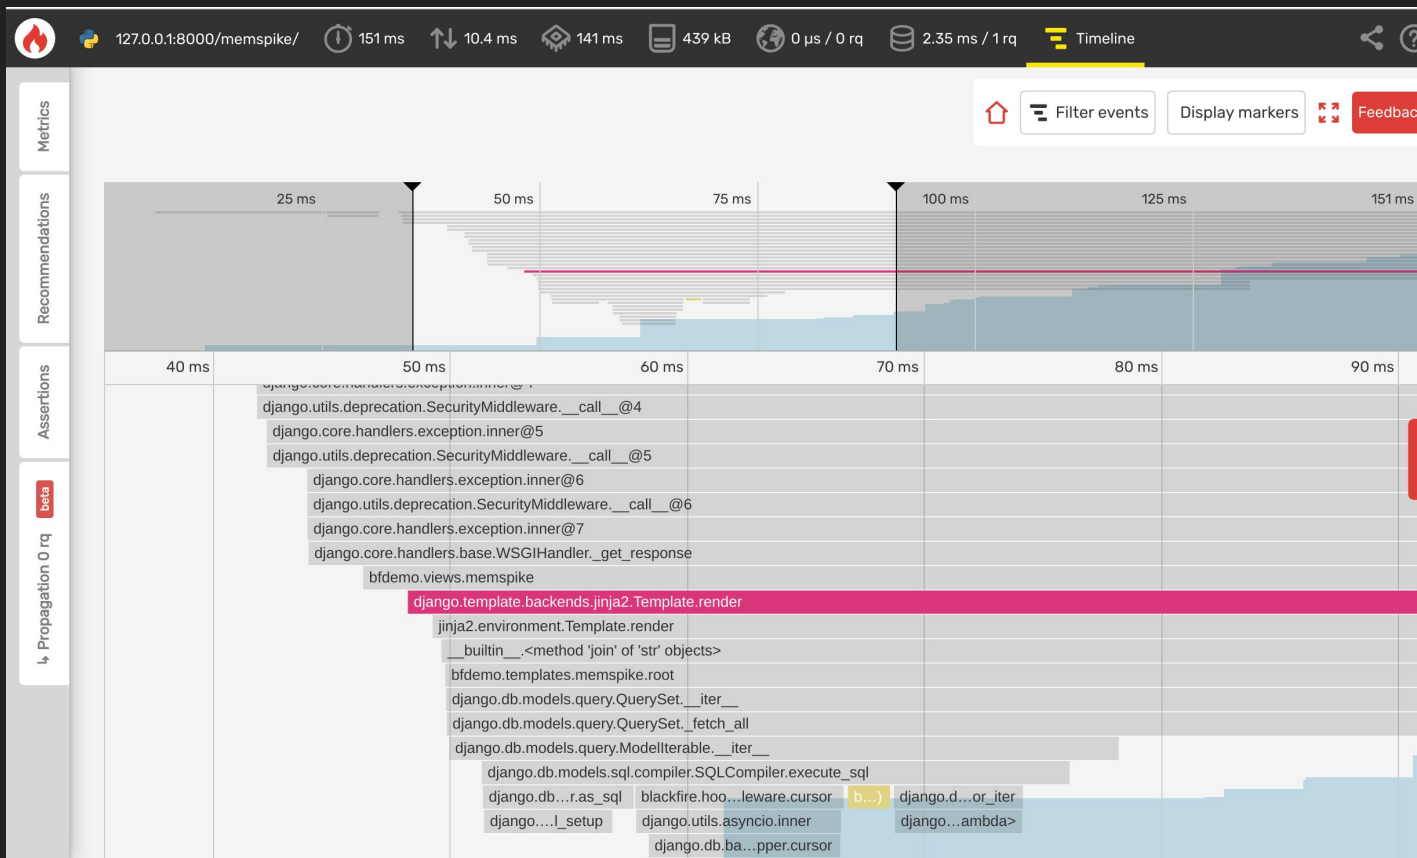 127.0.0.1:8000/memspike/ 151 ms 10.4 ms 141 ms 439 kB 0 µs / 0 rq 2.35 ms / 1 rq Timeline
Filter events Display markers
Metrics
Recommendations
Assertions
↳ Propagation 0 rq beta
25 ms 50 ms 75 ms 100 ms 125 ms 151 ms
40 ms 50 ms 60 ms 70 ms 80 ms 90 ms
django.utils.deprecation.SecurityMiddleware.__call__@4
django.core.handlers.exception.inner@5
django.utils.deprecation.SecurityMiddleware.__call__@5
django.core.handlers.exception.inner@6
django.utils.deprecation.SecurityMiddleware.__call__@6
django.core.handlers.exception.inner@7
django.core.handlers.base.WSGIHandler._get_response
bfdemo.views.memspike
django.template.backends.jinja2.Template.render
jinja2.environment.Template.render
__builtin__.<method 'join' of 'str' objects>
bfdemo.templates.memspike.root
django.db.models.query.QuerySet.__iter__
django.db.models.query.QuerySet._fetch_all
django.db.models.query.ModelIterable.__iter__
django.db.models.sql.compiler.SQLCompiler.execute_sql
django.db…r.as_sql blackfire.hoo…leware.cursor b…) django.d…or_iter
django.…l_setup django.utils.asyncio.inner django…ambda>
django.db.ba…pper.cursor